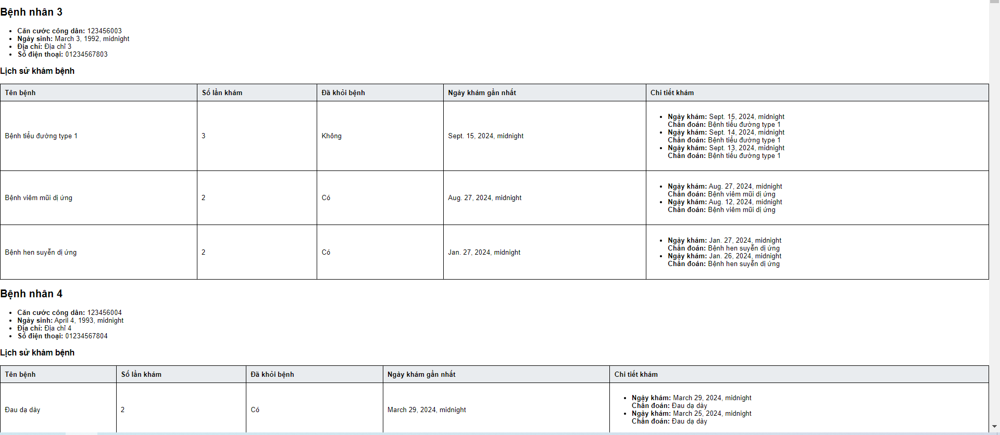 Bệnh nhân 3
Căn cước công dân: 123456003
Ngày sinh: March 3, 1992, midnight
Địa chỉ: Địa chỉ 3
Số điện thoại: 01234567803
Lịch sử khám bệnh
Tên bệnh Số lần khám Đã khỏi bệnh Ngày khám gần nhất Chi tiết khám
Bệnh tiểu đường type 1 3 Không Sept. 15, 2024, midnight
Ngày khám: Sept. 15, 2024, midnight
Chẩn đoán: Bệnh tiểu đường type 1
Ngày khám: Sept. 14, 2024, midnight
Chẩn đoán: Bệnh tiểu đường type 1
Ngày khám: Sept. 13, 2024, midnight
Chẩn đoán: Bệnh tiểu đường type 1
Bệnh viêm mũi dị ứng 2 Có Aug. 27, 2024, midnight
Ngày khám: Aug. 27, 2024, midnight
Chẩn đoán: Bệnh viêm mũi dị ứng
Ngày khám: Aug. 12, 2024, midnight
Chẩn đoán: Bệnh viêm mũi dị ứng
Bệnh hen suyễn dị ứng 2 Có Jan. 27, 2024, midnight
Ngày khám: Jan. 27, 2024, midnight
Chẩn đoán: Bệnh hen suyễn dị ứng
Ngày khám: Jan. 26, 2024, midnight
Chẩn đoán: Bệnh hen suyễn dị ứng
Bệnh nhân 4
Căn cước công dân: 123456004
Ngày sinh: April 4, 1993, midnight
Địa chỉ: Địa chỉ 4
Số điện thoại: 01234567804
Lịch sử khám bệnh
Tên bệnh Số lần khám Đã khỏi bệnh Ngày khám gần nhất Chi tiết khám
Đau dạ dày 2 Có March 29, 2024, midnight
Ngày khám: March 29, 2024, midnight
Chẩn đoán: Đau dạ dày
Ngày khám: March 25, 2024, midnight
Chẩn đoán: Đau dạ dày